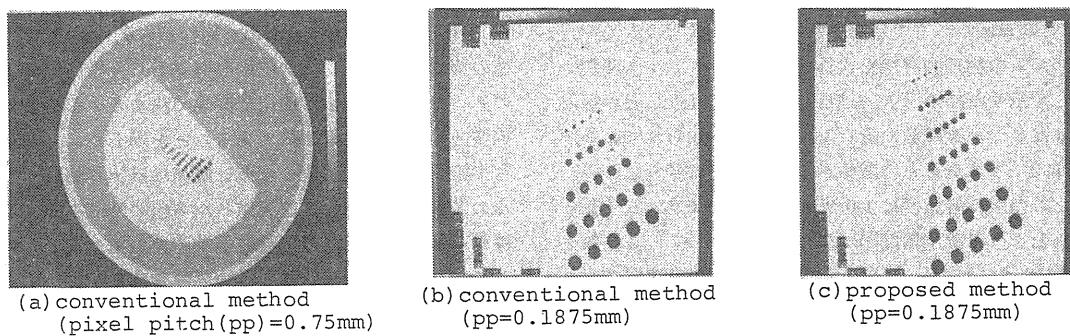 (a)conventional method
(pixel pitch(pp)=0.75mm)
(b)conventional method
(pp=0.1875mm)
(c)proposed method
(pp=0.1875mm)